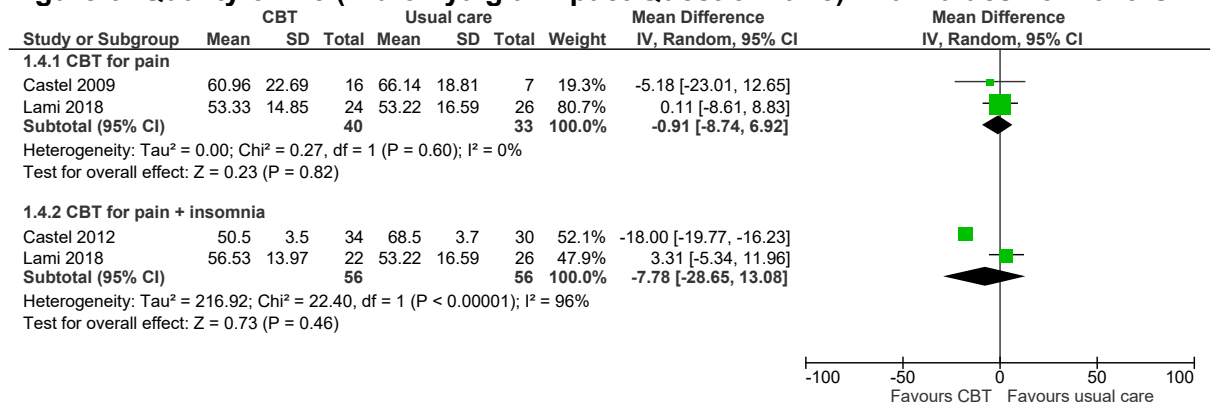 CBT Usual care Mean Difference Mean Difference
Study or Subgroup Mean SD Total Mean SD Total Weight IV, Random, 95% CI IV, Random, 95% CI
1.4.1 CBT for pain
Castel 2009 60.96 22.69 16 66.14 18.81 7 19.3% -5.18 [-23.01, 12.65]
Lami 2018 53.33 14.85 24 53.22 16.59 26 80.7% 0.11 [-8.61, 8.83]
Subtotal (95% CI) 40 33 100.0% -0.91 [-8.74, 6.92]
Heterogeneity: Tau² = 0.00; Chi² = 0.27, df = 1 (P = 0.60); I² = 0%
Test for overall effect: Z = 0.23 (P = 0.82)
1.4.2 CBT for pain + insomnia
Castel 2012 50.5 3.5 34 68.5 3.7 30 52.1% -18.00 [-19.77, -16.23]
Lami 2018 56.53 13.97 22 53.22 16.59 26 47.9% 3.31 [-5.34, 11.96]
Subtotal (95% CI) 56 56 100.0% -7.78 [-28.65, 13.08]
Heterogeneity: Tau² = 216.92; Chi² = 22.40, df = 1 (P < 0.00001); I² = 96%
Test for overall effect: Z = 0.73 (P = 0.46)
-100 -50 0 50 100
Favours CBT Favours usual care